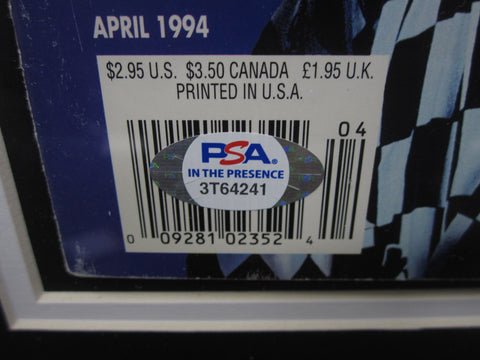 APRIL 1994
$2.95 U.S. $3.50 CANADA £1.95 U.K.
PRINTED IN U.S.A.
04
PSA®
IN THE PRESENCE
3T64241
0 09281 02352 4